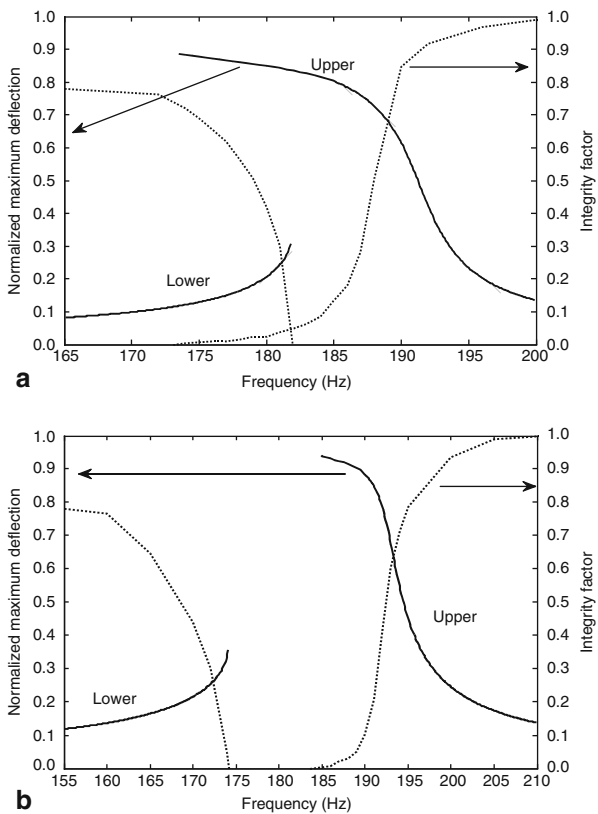 1.0 1.0
0.9 0.9
0.8 0.8
0.7 0.7
0.6 0.6
0.5 0.5
0.4 0.4
0.3 0.3
0.2 0.2
0.1 0.1
0.0 0.0
Normalized maximum deflection
Upper
Lower
Integrity factor
165 170 175 180 185 190 195 200
Frequency (Hz)
a
1.0 1.0
0.9 0.9
0.8 0.8
0.7 0.7
0.6 0.6
0.5 0.5
0.4 0.4
0.3 0.3
0.2 0.2
0.1 0.1
0.0 0.0
Normalized maximum deflection
Upper
Lower
Integrity factor
155 160 165 170 175 180 185 190 195 200 205 210
Frequency (Hz)
b